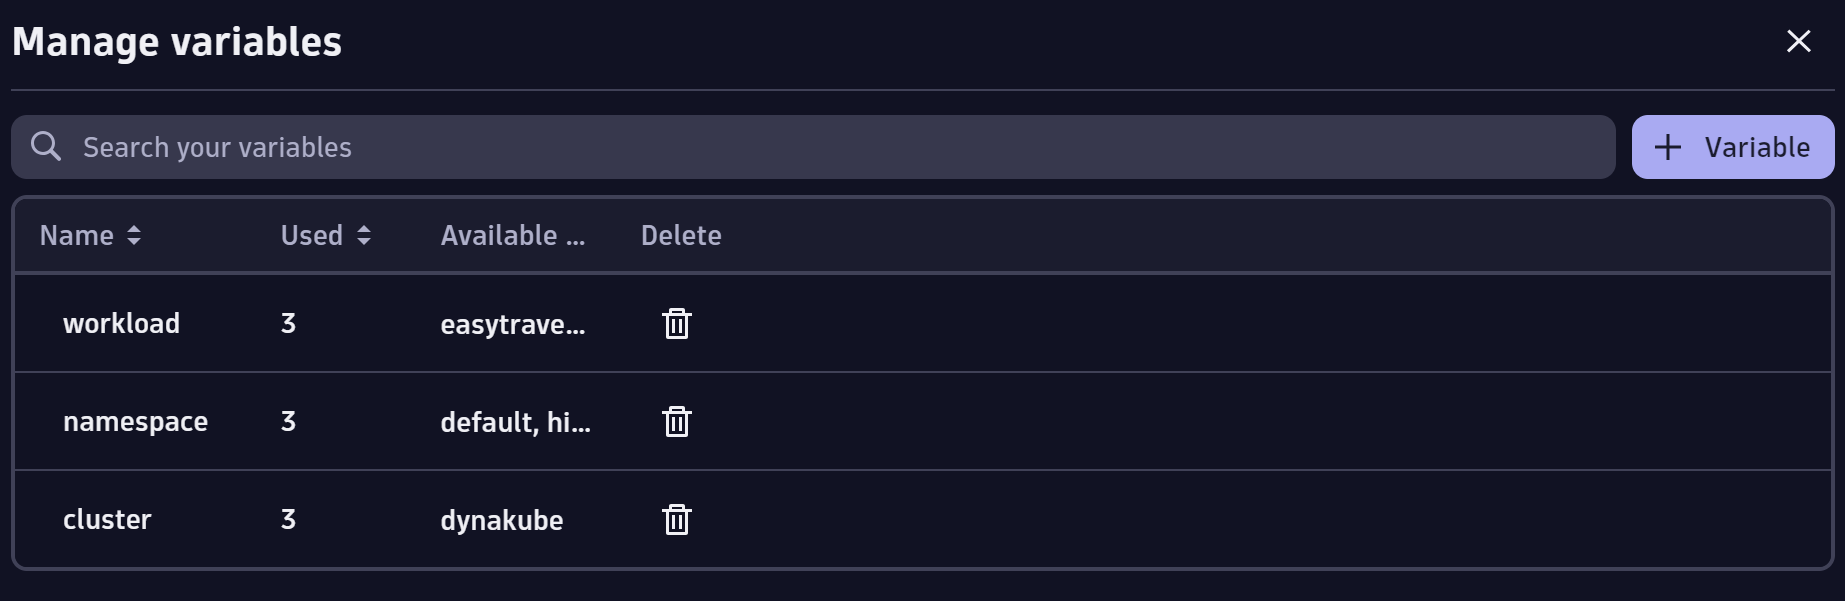 Manage variables
Search your variables
Variable
Name Used Available ... Delete
workload 3 easytrave...
namespace 3 default, hi...
cluster 3 dynakube